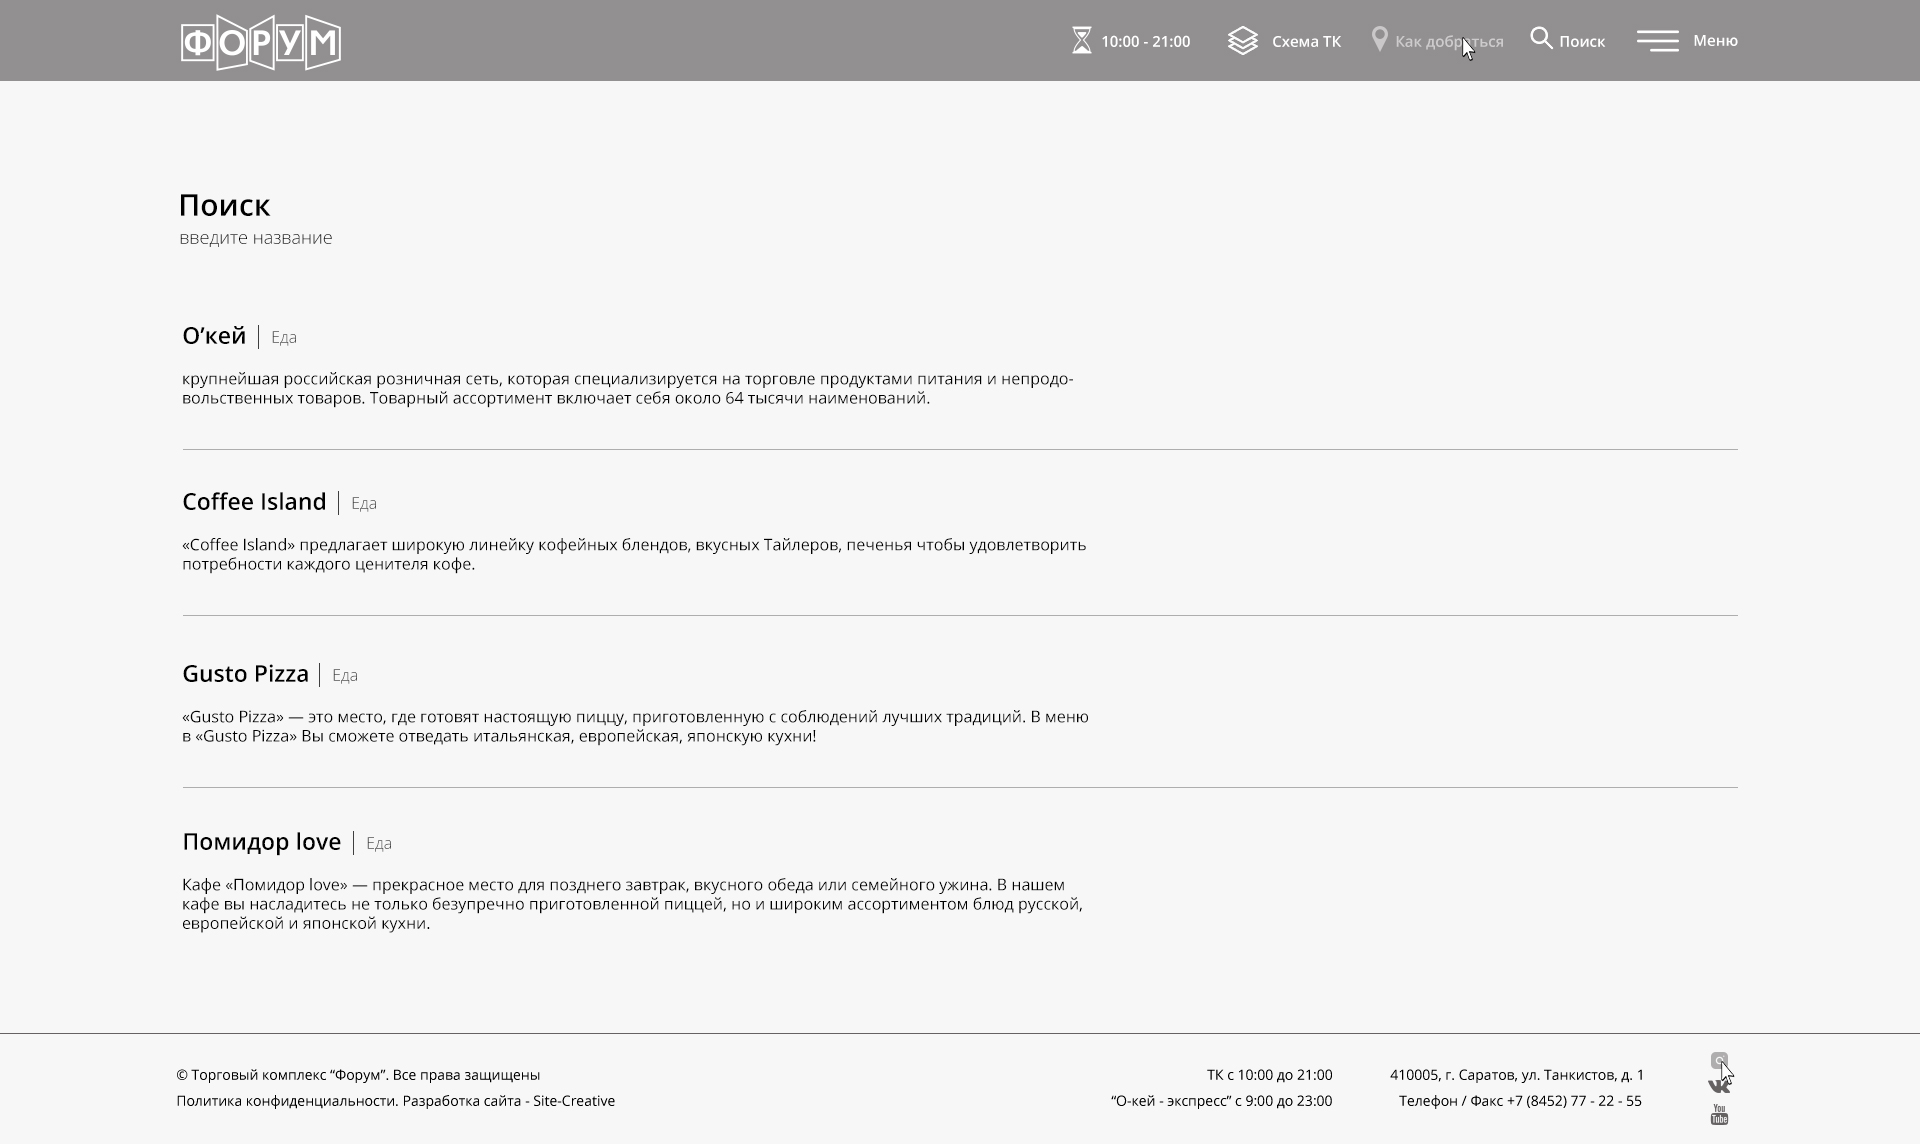 ФОРУМ
10:00 - 21:00
Схема ТК
Как добраться
Поиск
Меню
Поиск
введите название
О’кей | Еда
крупнейшая российская розничная сеть, которая специализируется на торговле продуктами питания и непродо-
вольственных товаров. Товарный ассортимент включает себя около 64 тысячи наименований.
Coffee Island | Еда
«Coffee Island» предлагает широкую линейку кофейных блендов, вкусных Тайлеров, печенья чтобы удовлетворить
потребности каждого ценителя кофе.
Gusto Pizza | Еда
«Gusto Pizza» — это место, где готовят настоящую пиццу, приготовленную с соблюдений лучших традиций. В меню
в «Gusto Pizza» Вы сможете отведать итальянская, европейская, японскую кухни!
Помидор love | Еда
Кафе «Помидор love» — прекрасное место для позднего завтрак, вкусного обеда или семейного ужина. В нашем
кафе вы насладитесь не только безупречно приготовленной пиццей, но и широким ассортиментом блюд русской,
европейской и японской кухни.
© Торговый комплекс “Форум”. Все права защищены
Политика конфиденциальности. Разработка сайта - Site-Creative
ТК с 10:00 до 21:00
“О-кей - экспресс” с 9:00 до 23:00
410005, г. Саратов, ул. Танкистов, д. 1
Телефон / Факс +7 (8452) 77 - 22 - 55
You
Tube